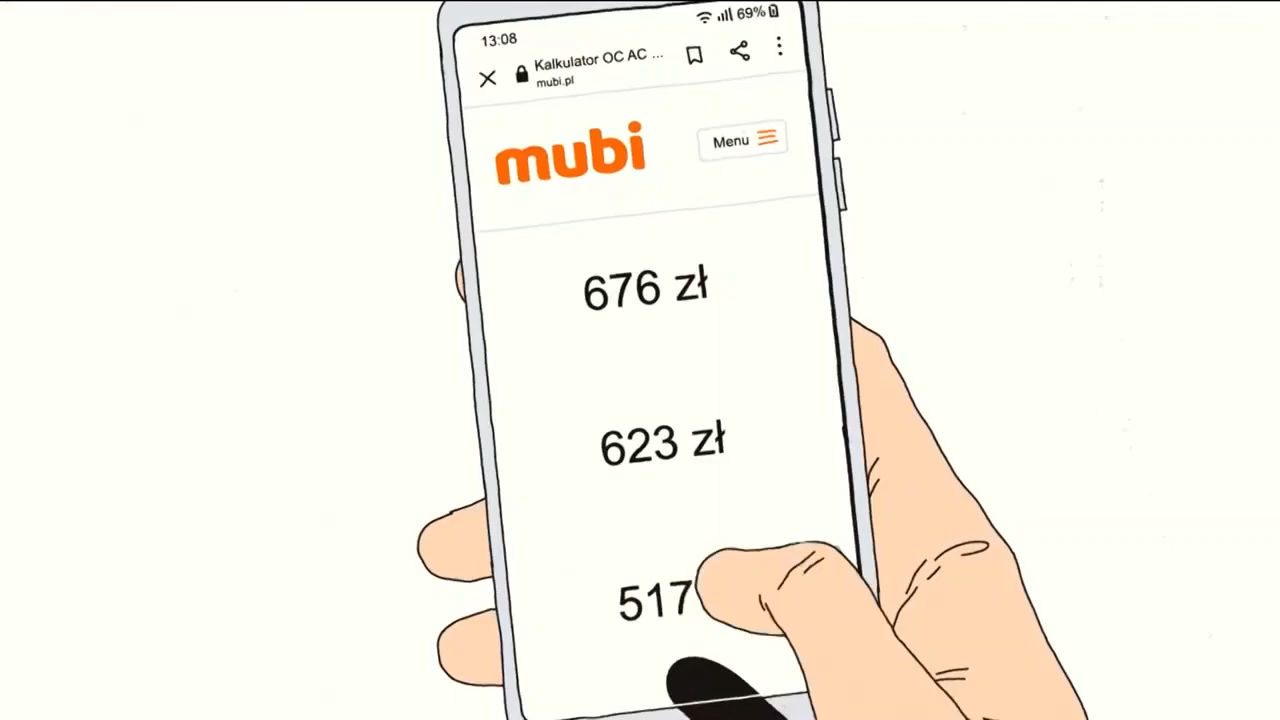 13:08 69%
Kalkulator OC AC ...
mubi.pl
mubi Menu
676 zł
623 zł
517